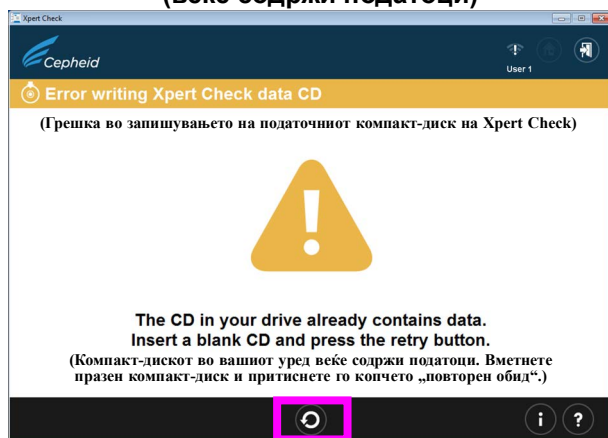 (веќе содржи податоци)
Xpert Check
Cepheid
User 1
Error writing Xpert Check data CD
(Грешка во запишувањето на податочниот компакт-диск на Xpert Check)
!
The CD in your drive already contains data.
Insert a blank CD and press the retry button.
(Компакт-дискот во вашиот уред веќе содржи податоци. Вметнете
празен компакт-диск и притиснете го копчето „повторен обид“.)
i ?